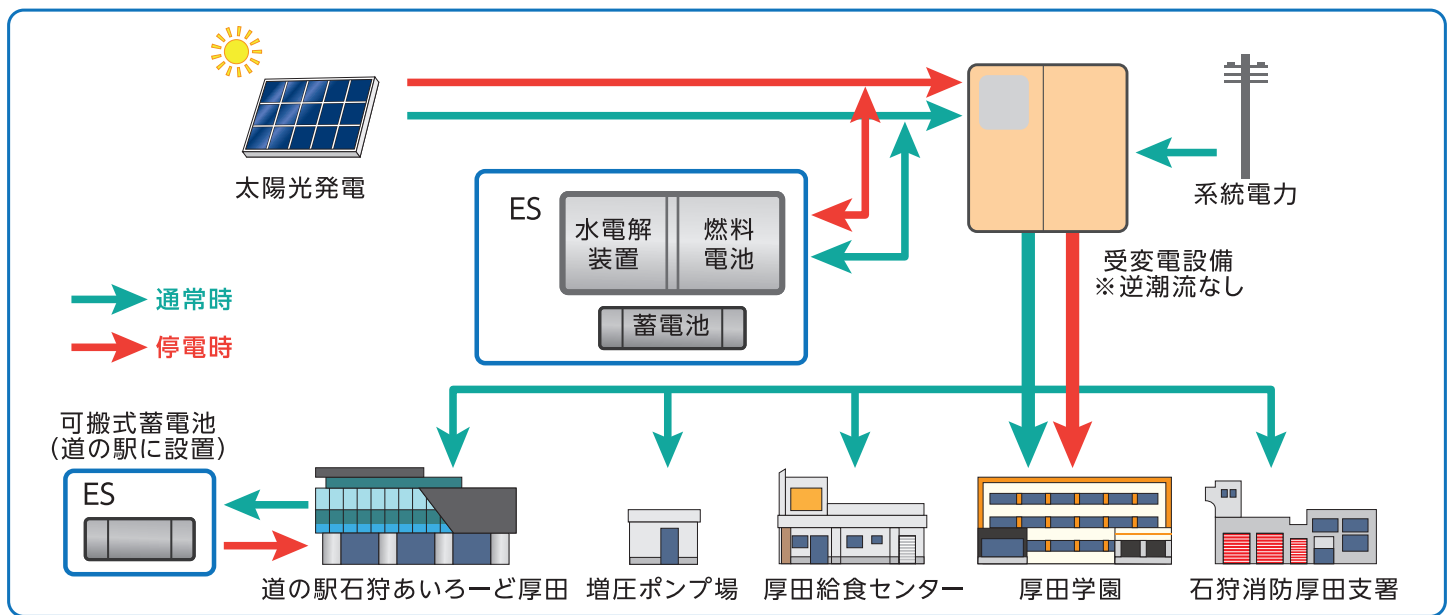 太陽光発電
ES
水電解
装置
燃料
電池
蓄電池
系統電力
受変電設備
※逆潮流なし
通常時
停電時
可搬式蓄電池
(道の駅に設置)
ES
道の駅石狩あいろーど厚田
増圧ポンプ場
厚田給食センター
厚田学園
石狩消防厚田支署